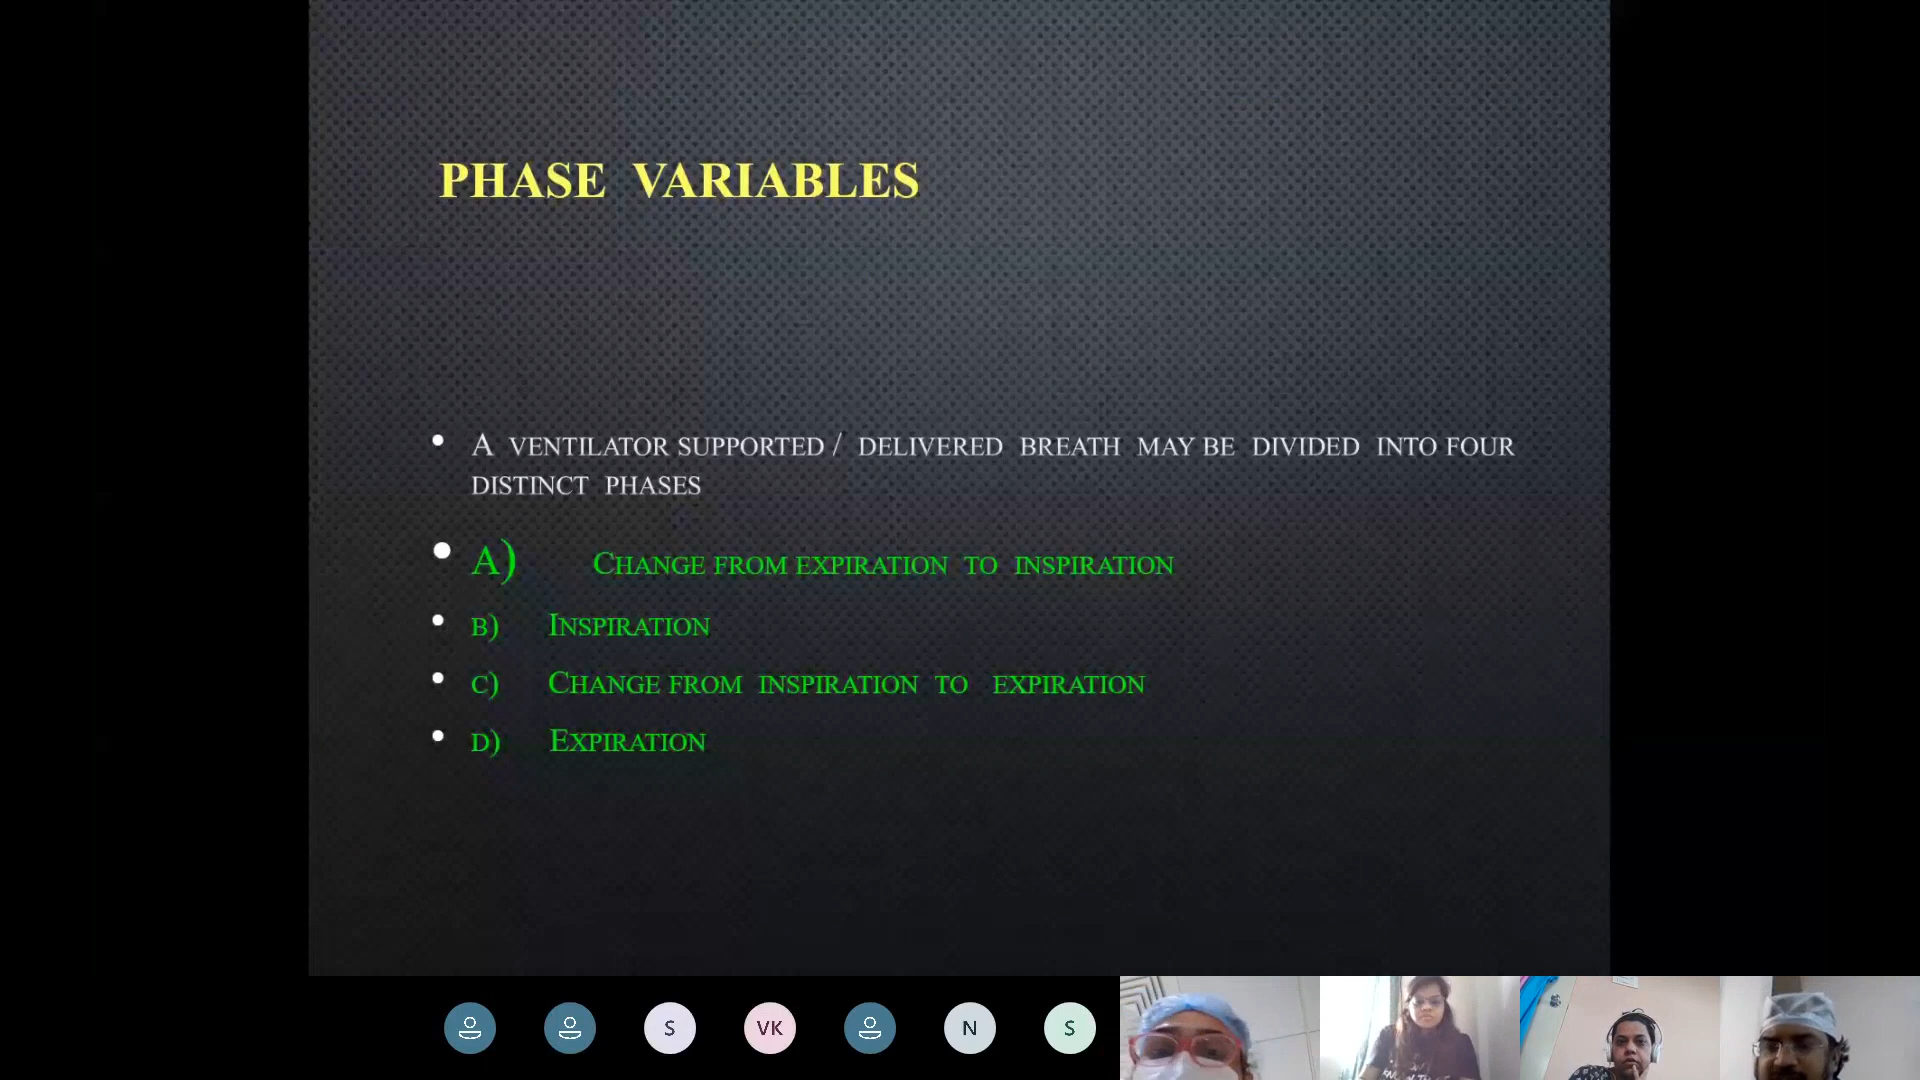 PHASE VARIABLES
• A VENTILATOR SUPPORTED / DELIVERED BREATH MAY BE DIVIDED INTO FOUR
DISTINCT PHASES
• A) CHANGE FROM EXPIRATION TO INSPIRATION
• B) INSPIRATION
• C) CHANGE FROM INSPIRATION TO EXPIRATION
• D) EXPIRATION
S VK N S